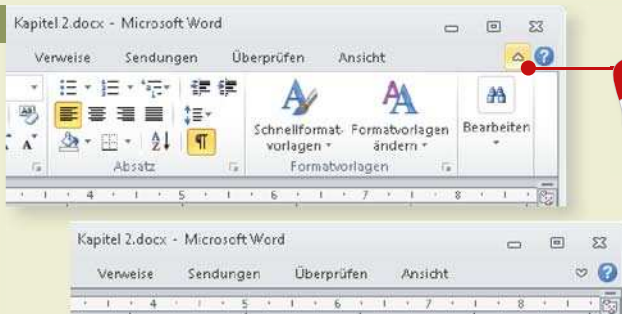 Kapitel 2.docx - Microsoft Word
Verweise Sendungen Überprüfen Ansicht
Schnellformat- Formatvorlagen Bearbeiten
vorlagen ändern
Absatz Formatvorlagen
4 5 6 7 8
Kapitel 2.docx - Microsoft Word
Verweise Sendungen Überprüfen Ansicht
4 5 6 7 8